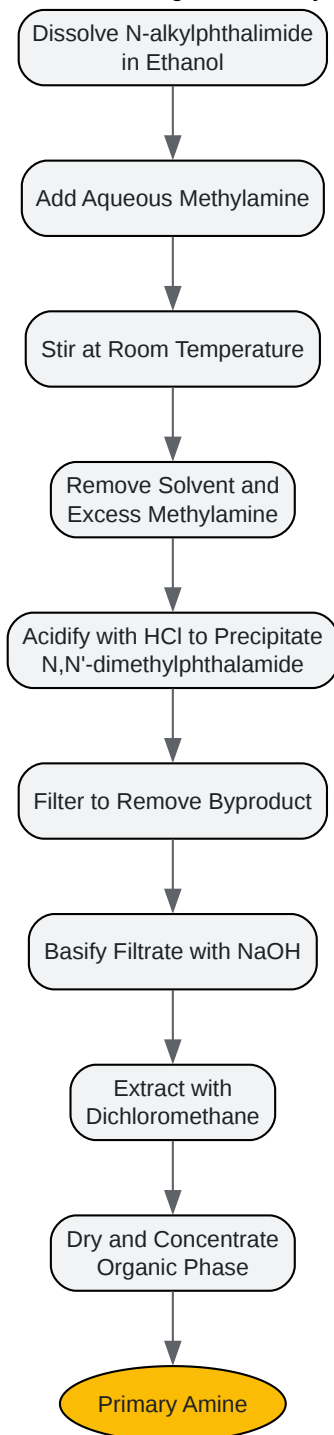 Dissolve N-alkylphthalimide
in Ethanol
Add Aqueous Methylamine
Stir at Room Temperature
Remove Solvent and
Excess Methylamine
Acidify with HCl to Precipitate
N,N'-dimethylphthalamide
Filter to Remove Byproduct
Basify Filtrate with NaOH
Extract with
Dichloromethane
Dry and Concentrate
Organic Phase
Primary Amine